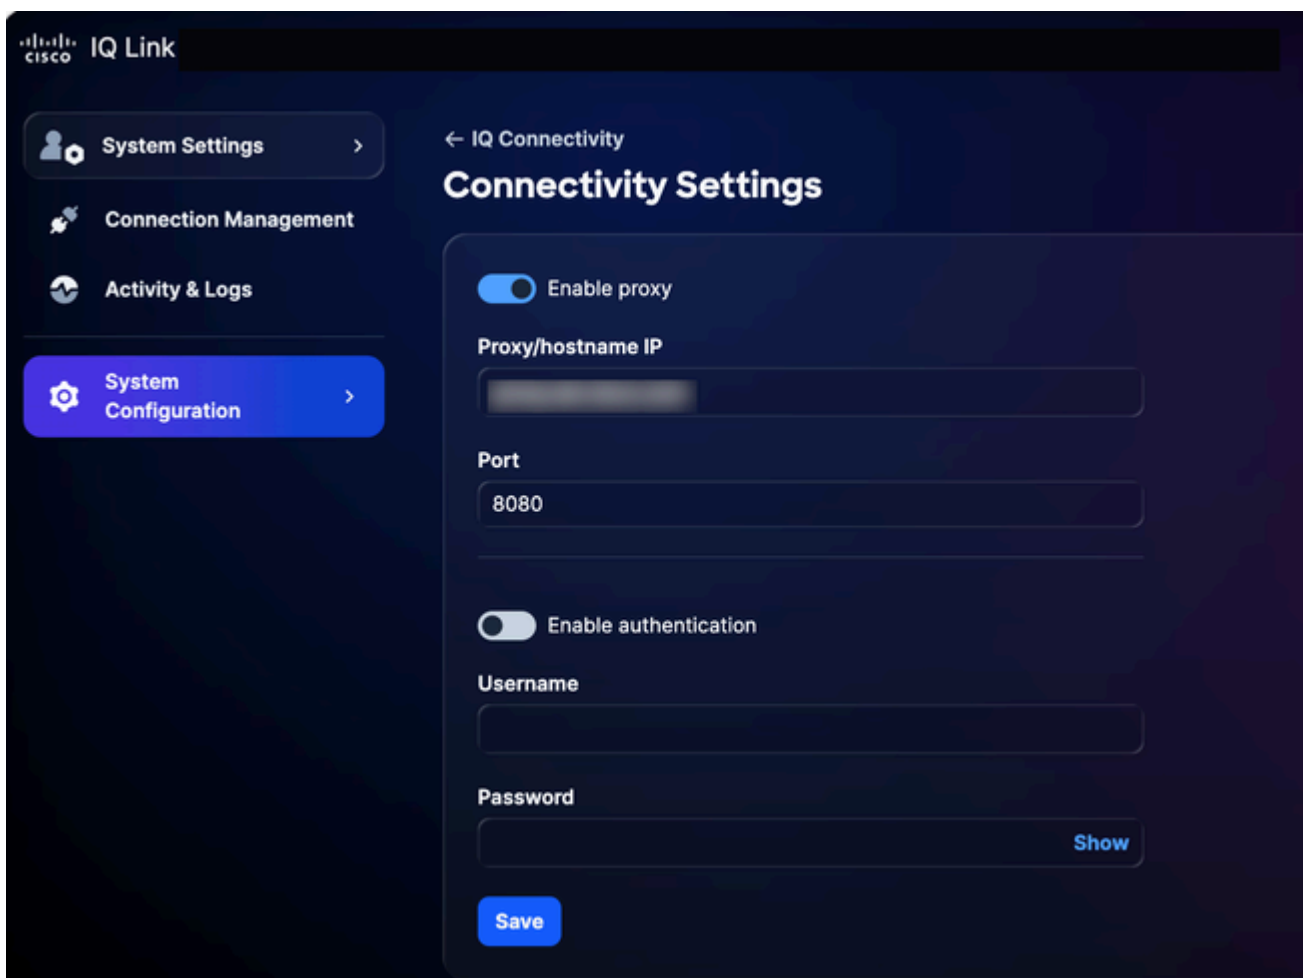 cisco IQ Link
System Settings
Connection Management
Activity & Logs
System
Configuration
← IQ Connectivity
Connectivity Settings
Enable proxy
Proxy/hostname IP
Port
8080
Enable authentication
Username
Password
Show
Save